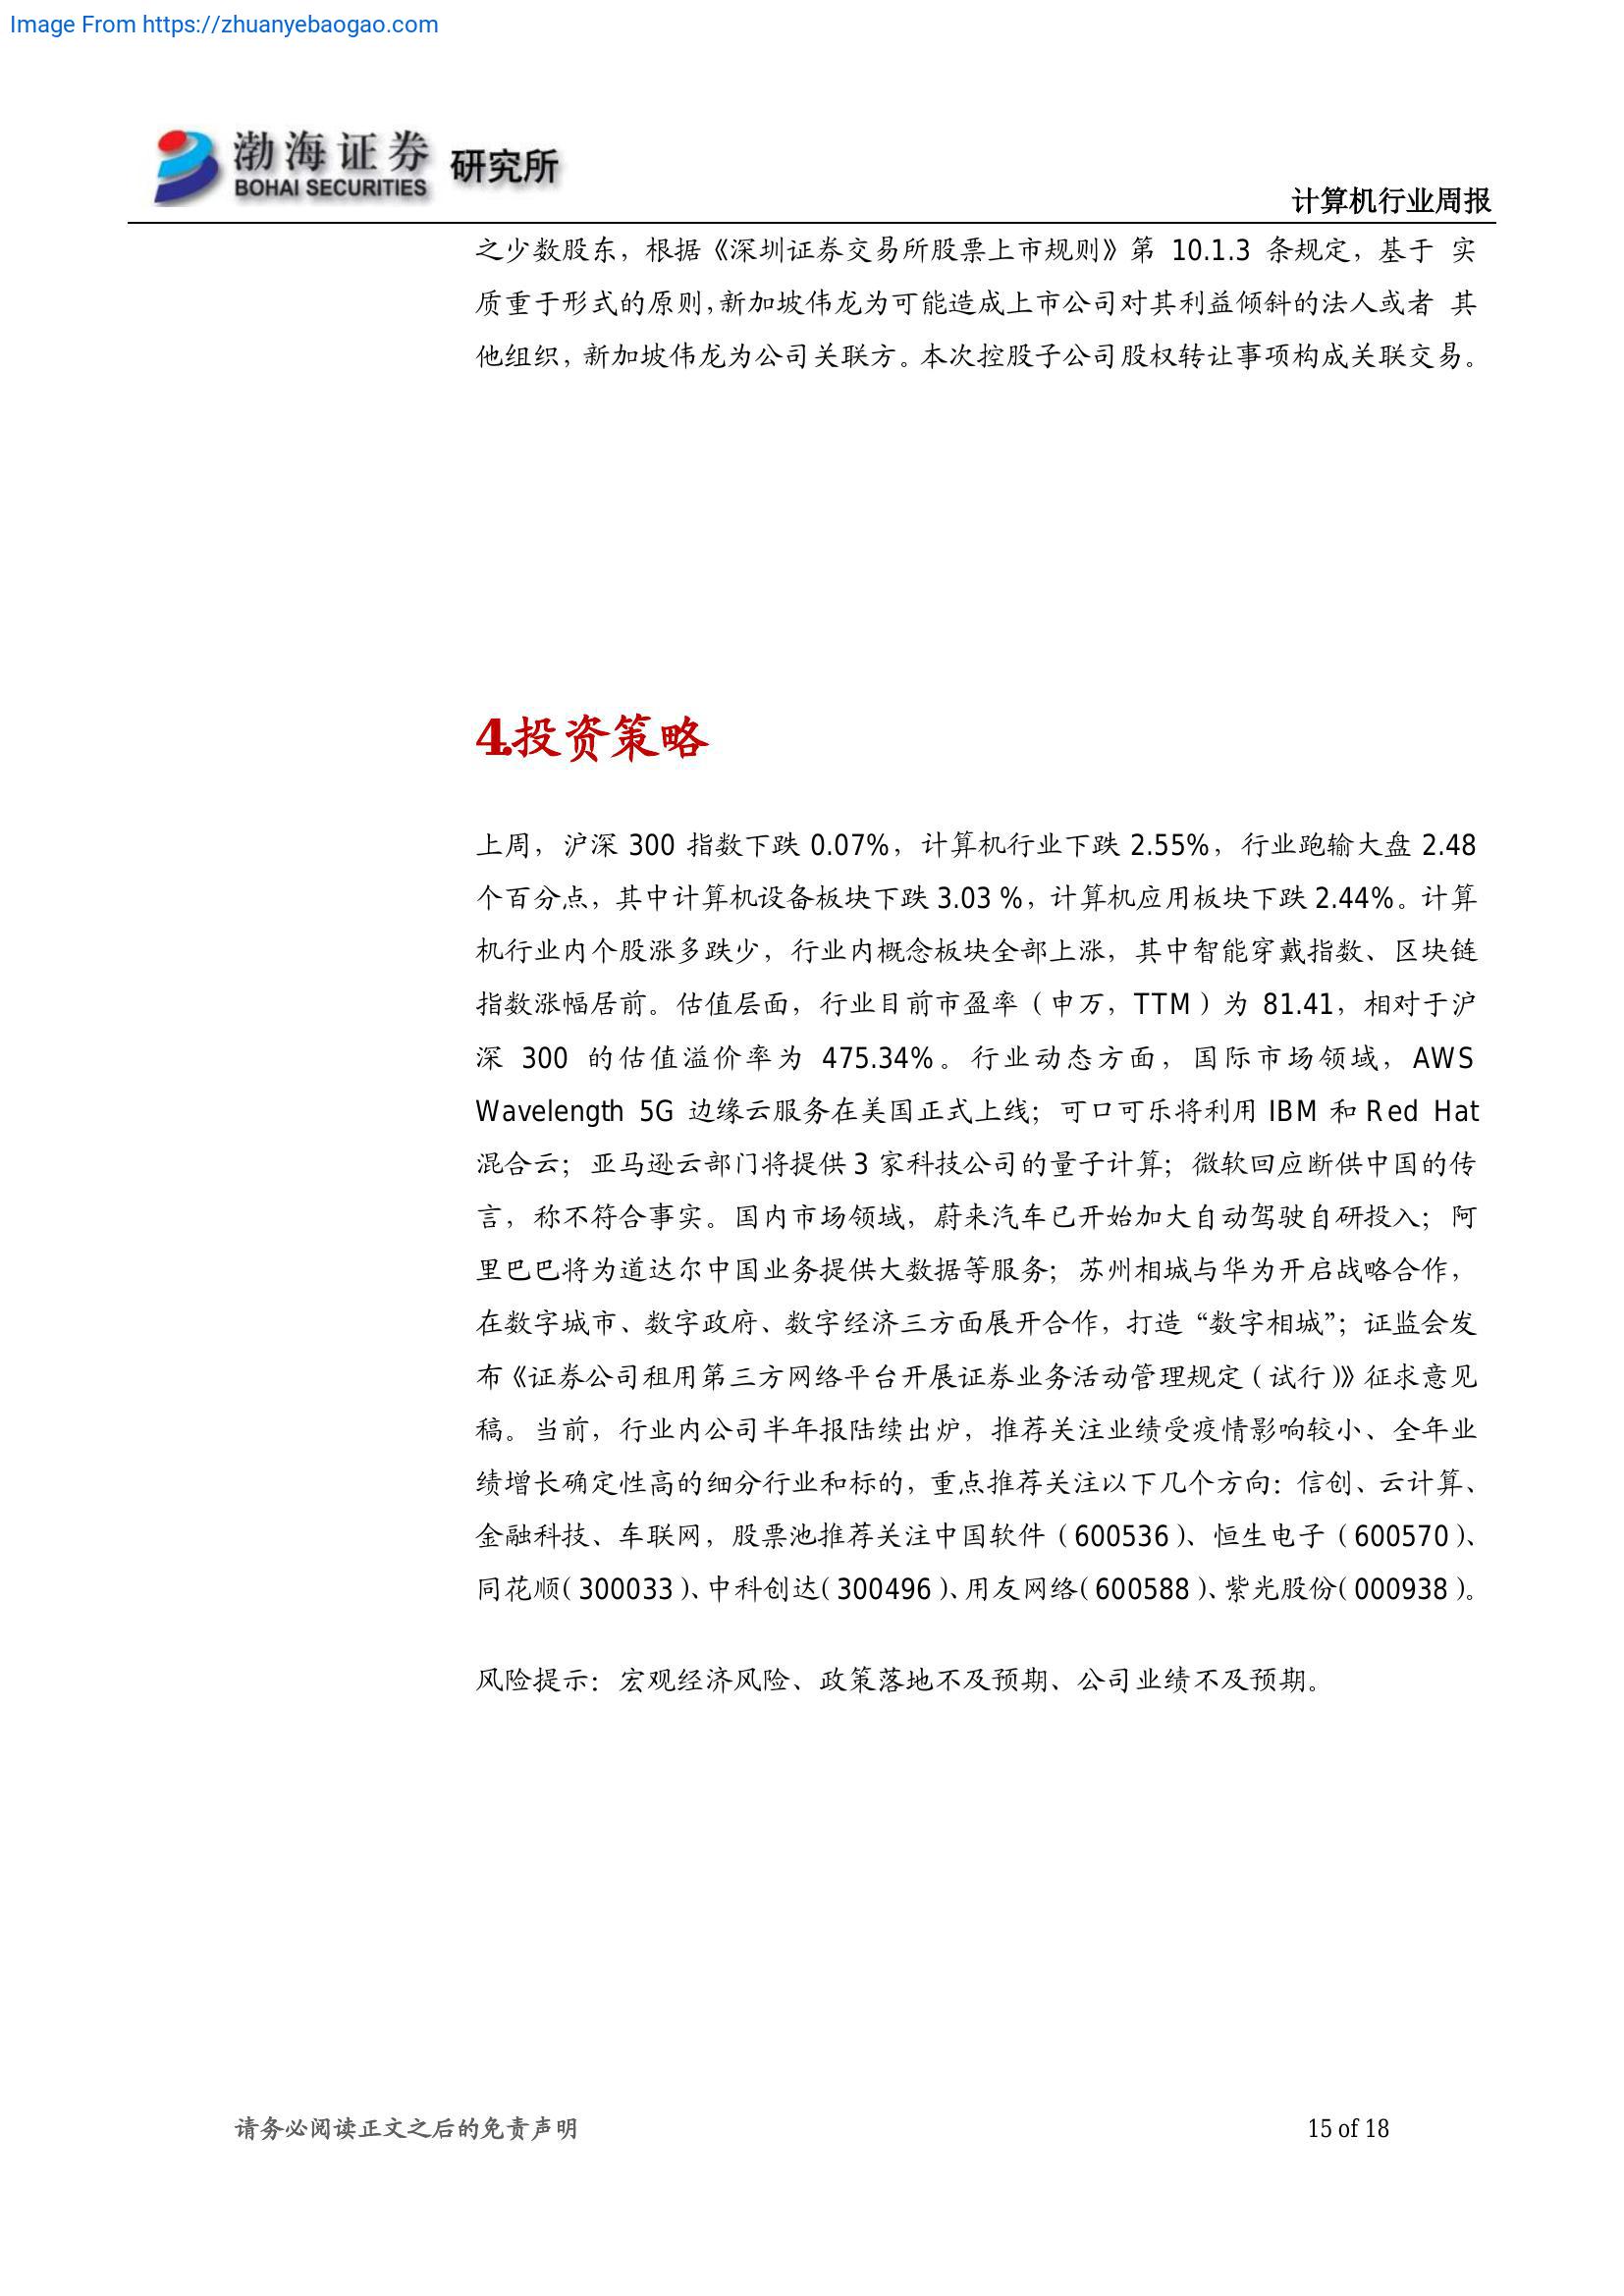 Image From https://zhuanyebaogao.com
渤海证券 研究所
BOHAI SECURITIES
计算机行业周报
之少数股东，根据《深圳证券交易所股票上市规则》第 10.1.3 条规定，基于 实
质重于形式的原则，新加坡伟龙为可能造成上市公司对其利益倾斜的法人或者 其
他组织，新加坡伟龙为公司关联方。本次控股子公司股权转让事项构成关联交易。
4.投资策略
上周，沪深 300 指数下跌 0.07%，计算机行业下跌 2.55%，行业跑输大盘 2.48
个百分点，其中计算机设备板块下跌 3.03 %，计算机应用板块下跌 2.44%。计算
机行业内个股涨多跌少，行业内概念板块全部上涨，其中智能穿戴指数、区块链
指数涨幅居前。估值层面，行业目前市盈率（申万，TTM）为 81.41，相对于沪
深 300 的估值溢价率为 475.34%。行业动态方面，国际市场领域，AWS
Wavelength 5G 边缘云服务在美国正式上线；可口可乐将利用 IBM 和 Red Hat
混合云；亚马逊云部门将提供 3 家科技公司的量子计算；微软回应断供中国的传
言，称不符合事实。国内市场领域，蔚来汽车已开始加大自动驾驶自研投入；阿
里巴巴将为道达尔中国业务提供大数据等服务；苏州相城与华为开启战略合作，
在数字城市、数字政府、数字经济三方面展开合作，打造“数字相城”；证监会发
布《证券公司租用第三方网络平台开展证券业务活动管理规定（试行）》征求意见
稿。当前，行业内公司半年报陆续出炉，推荐关注业绩受疫情影响较小、全年业
绩增长确定性高的细分行业和标的，重点推荐关注以下几个方向：信创、云计算、
金融科技、车联网，股票池推荐关注中国软件（600536）、恒生电子（600570）、
同花顺（300033）、中科创达（300496）、用友网络（600588）、紫光股份（000938）。
风险提示：宏观经济风险、政策落地不及预期、公司业绩不及预期。
请务必阅读正文之后的免责声明
15 of 18